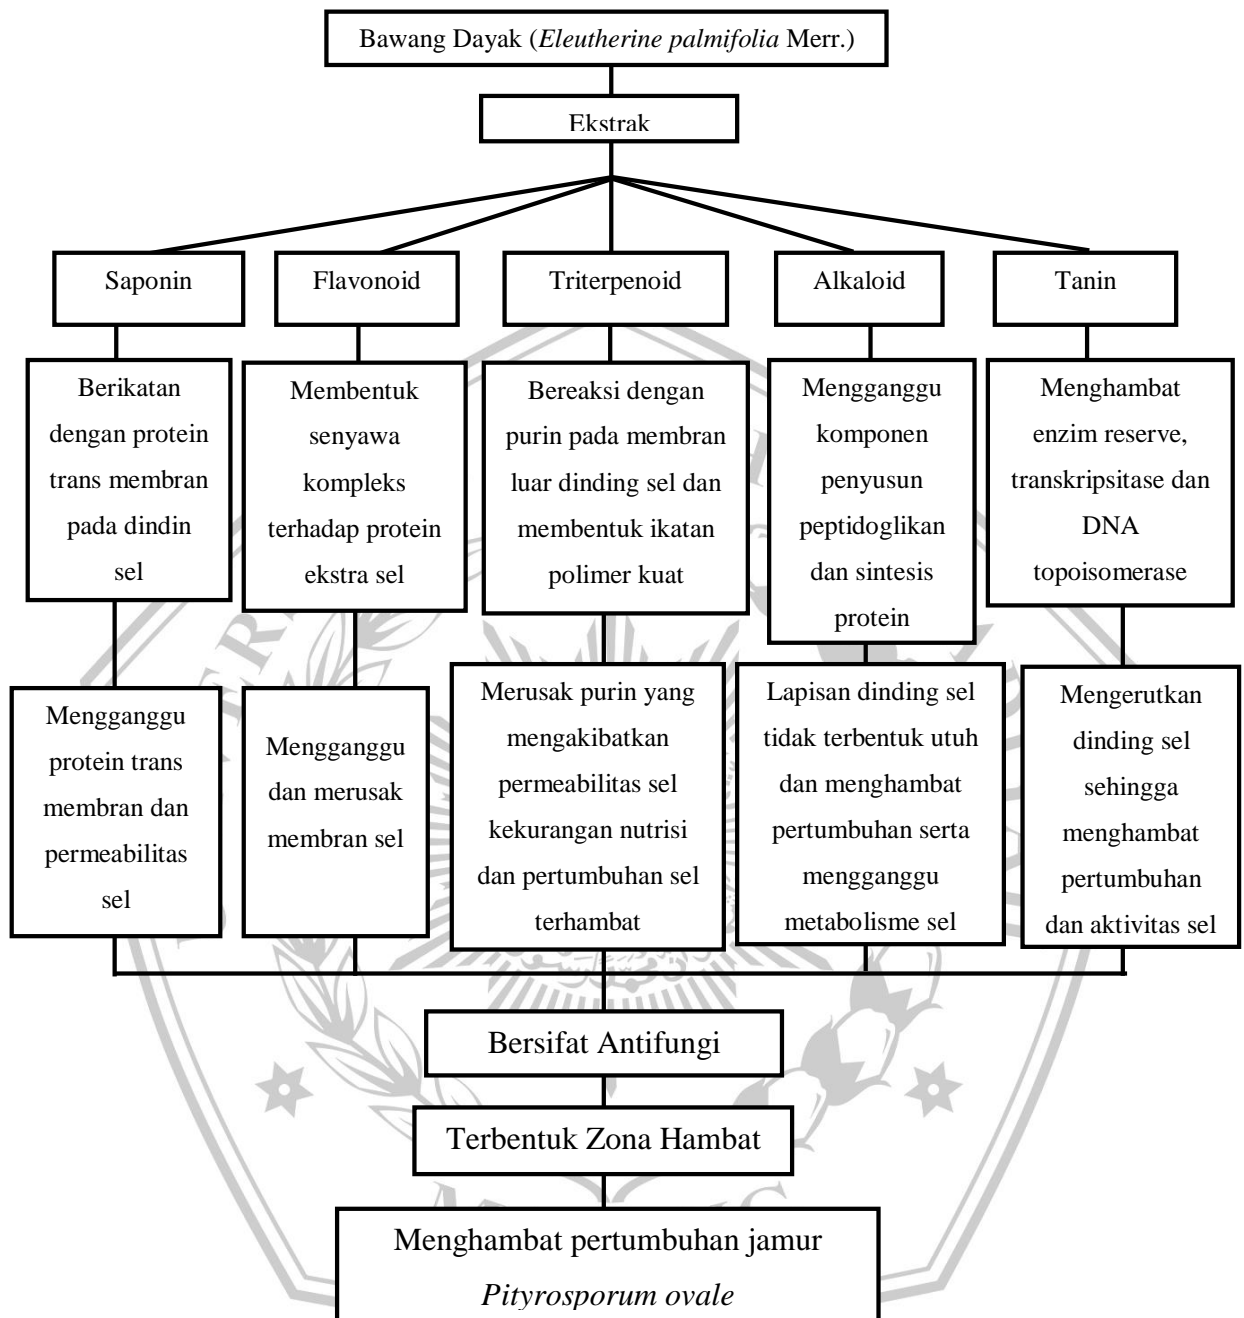 Bawang Dayak (Eleutherine palmifolia Merr.)
Ekstrak
Saponin
Flavonoid
Triterpenoid
Alkaloid
Tanin
Berikatan
dengan protein
trans membran
pada dindin
sel
Membentuk
senyawa
kompleks
terhadap protein
ekstra sel
Bereaksi dengan
purin pada membran
luar dinding sel dan
membentuk ikatan
polimer kuat
Mengganggu
komponen
penyusun
peptidoglikan
dan sintesis
protein
Menghambat
enzim reserve,
transkripsitase dan
DNA
topoisomerase
Mengganggu
protein trans
membran dan
permeabilitas
sel
Mengganggu
dan merusak
membran sel
Merusak purin yang
mengakibatkan
permeabilitas sel
kekurangan nutrisi
dan pertumbuhan sel
terhambat
Lapisan dinding sel
tidak terbentuk utuh
dan menghambat
pertumbuhan serta
mengganggu
metabolisme sel
Mengerutkan
dinding sel
sehingga
menghambat
pertumbuhan
dan aktivitas sel
Bersifat Antifungi
Terbentuk Zona Hambat
Menghambat pertumbuhan jamur
Pityrosporum ovale